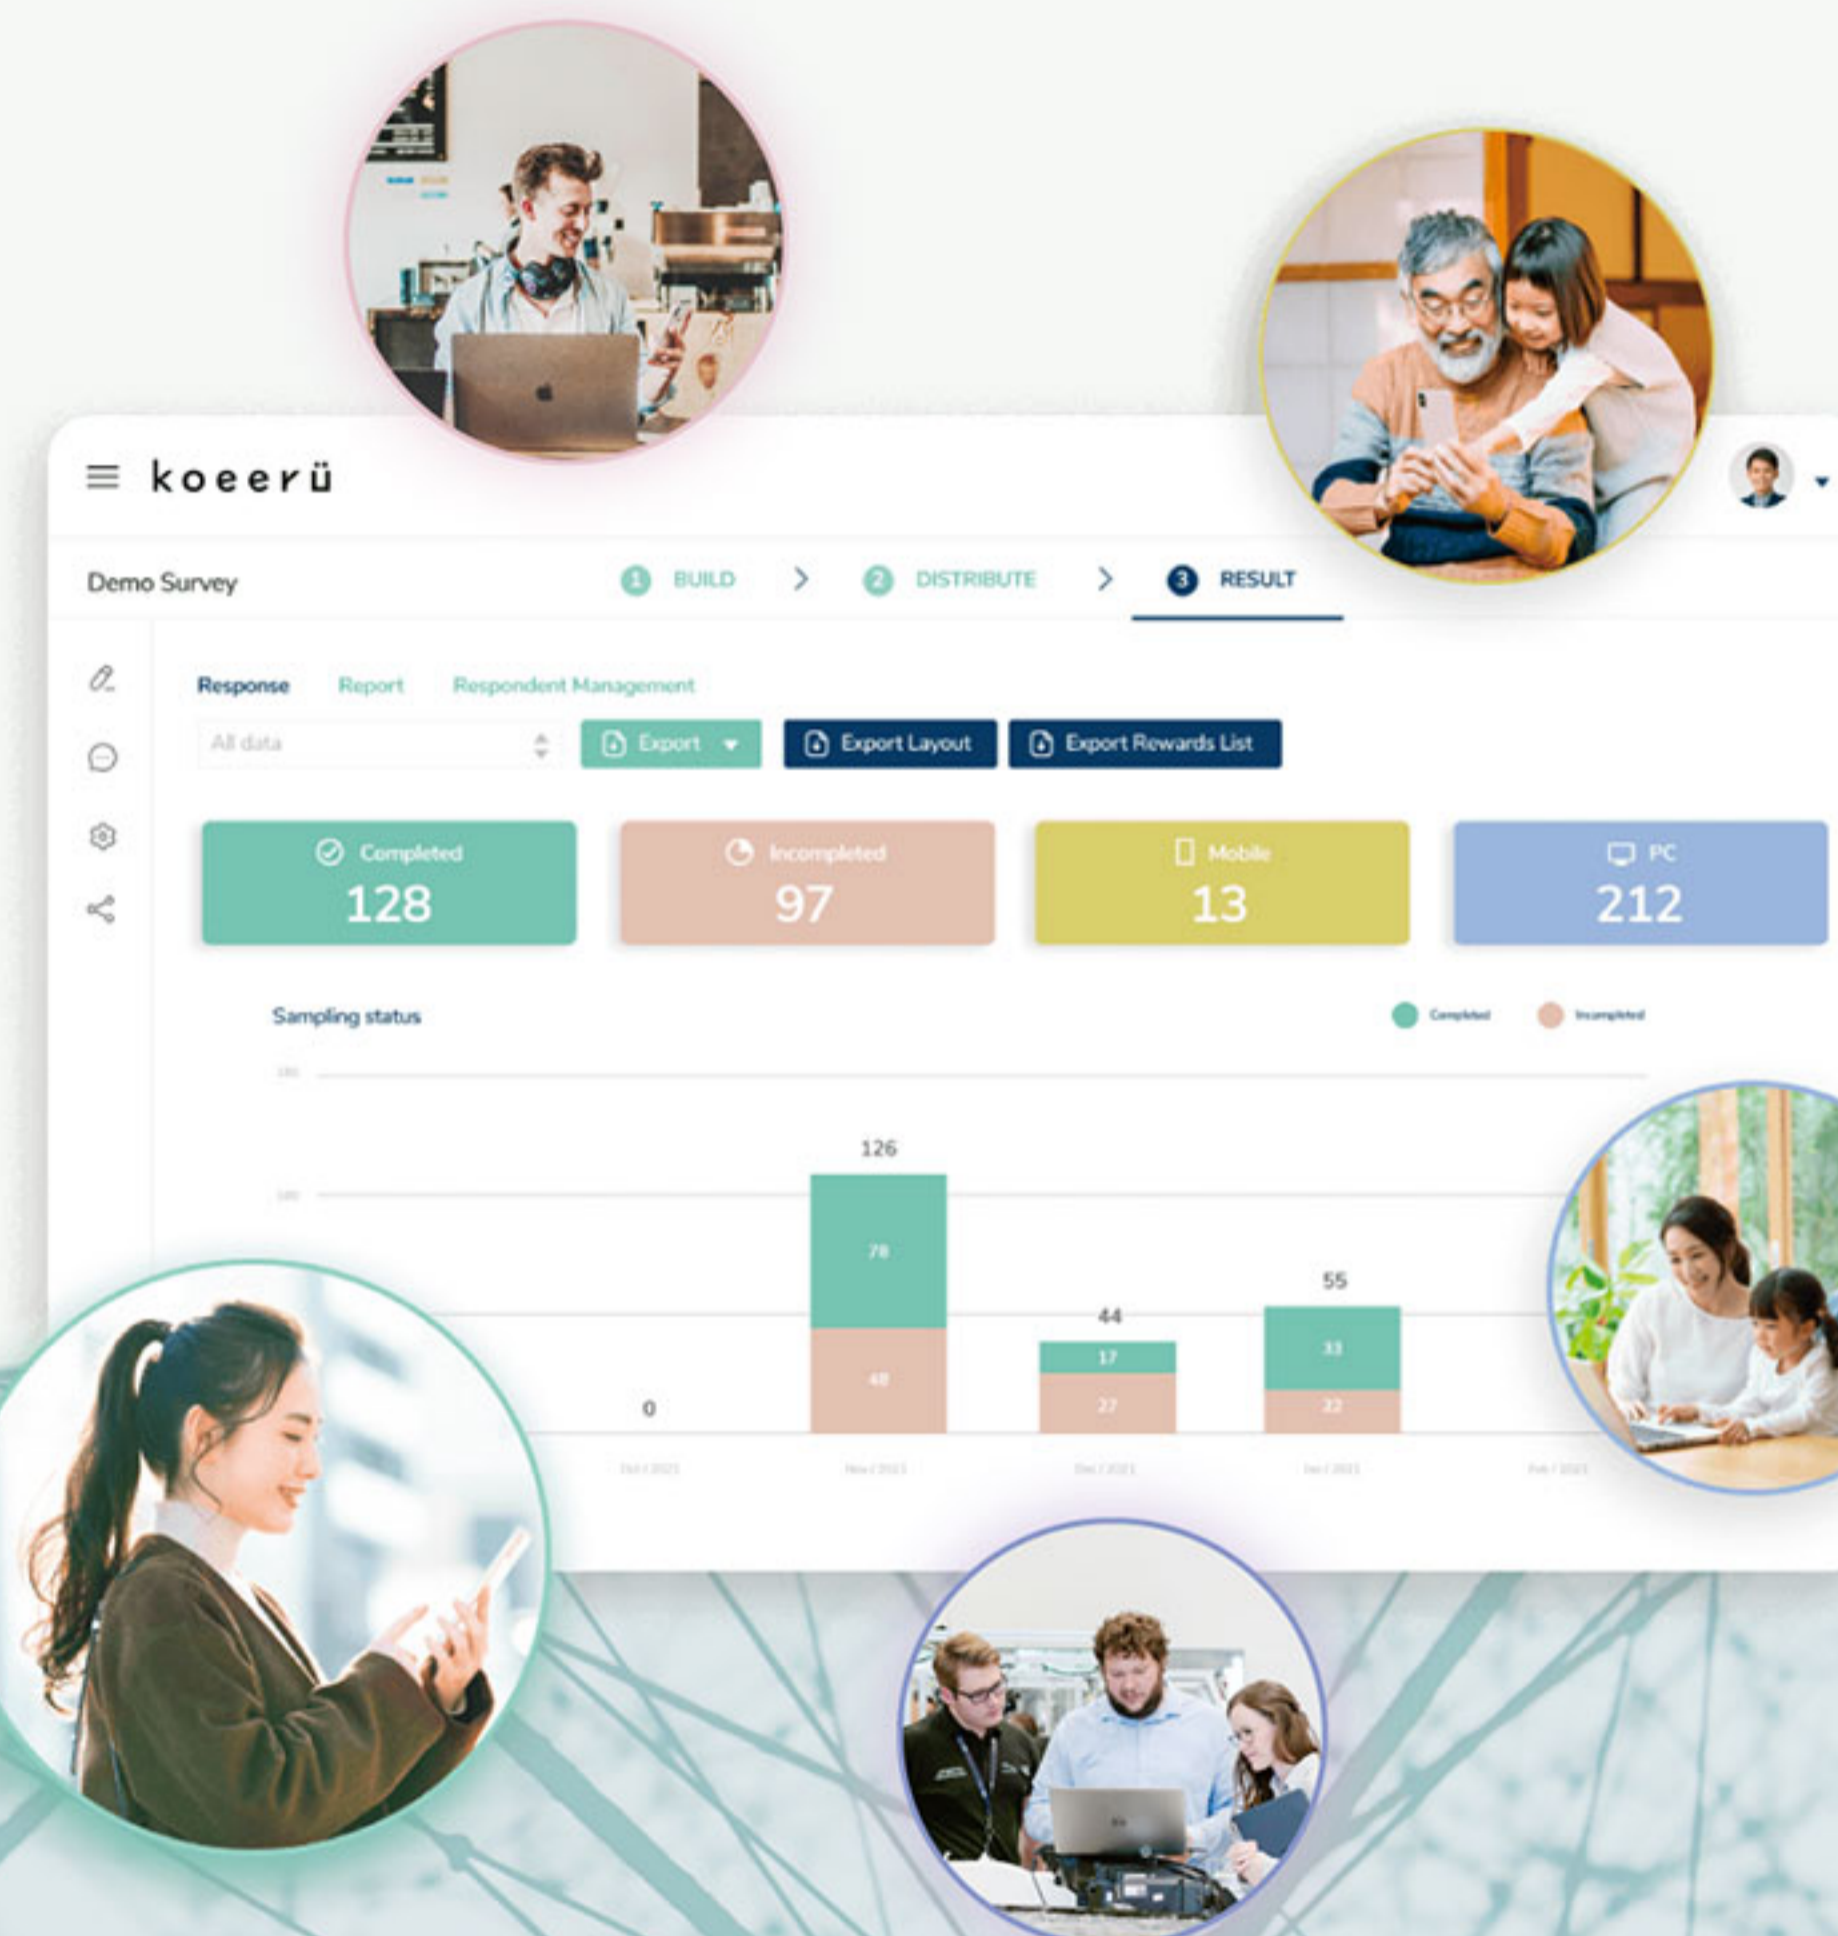 koeerü
Demo Survey
1 BUILD > 2 DISTRIBUTE > 3 RESULT
Response Report Respondent Management
All data Export Export Layout Export Rewards List
Completed
128
Incompleted
97
Mobile
13
PC
212
Sampling status
Completed Incompleted
126
78
48
44
17
27
55
33
22
0